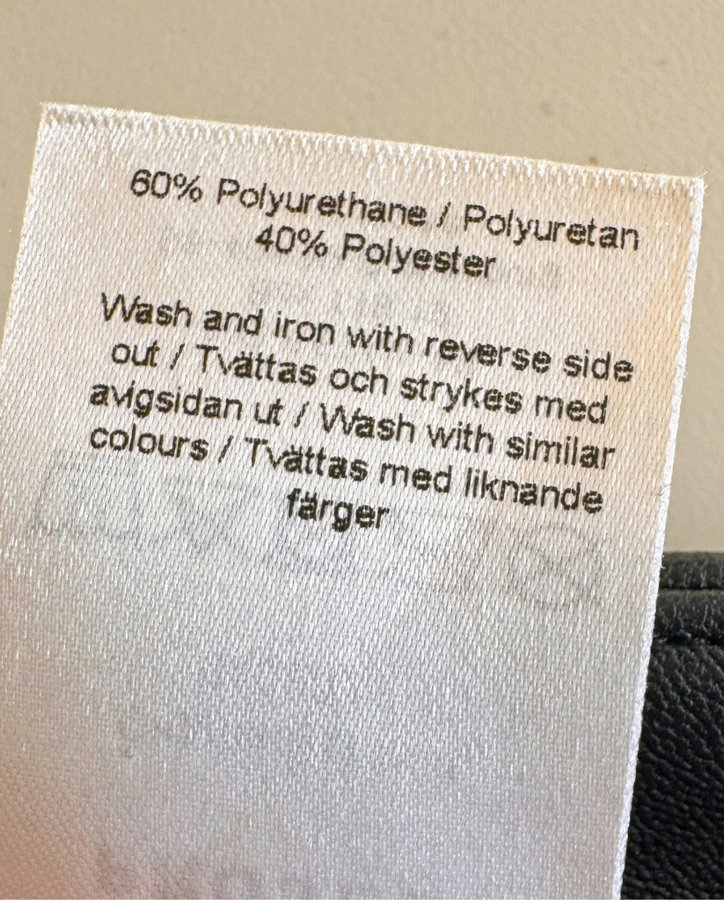 60% Polyurethane / Polyuretan
40% Polyester
Wash and iron with reverse side
out / Tvättas och strykes med
avigsidan ut / Wash with similar
colours / Tvättas med liknande
färger